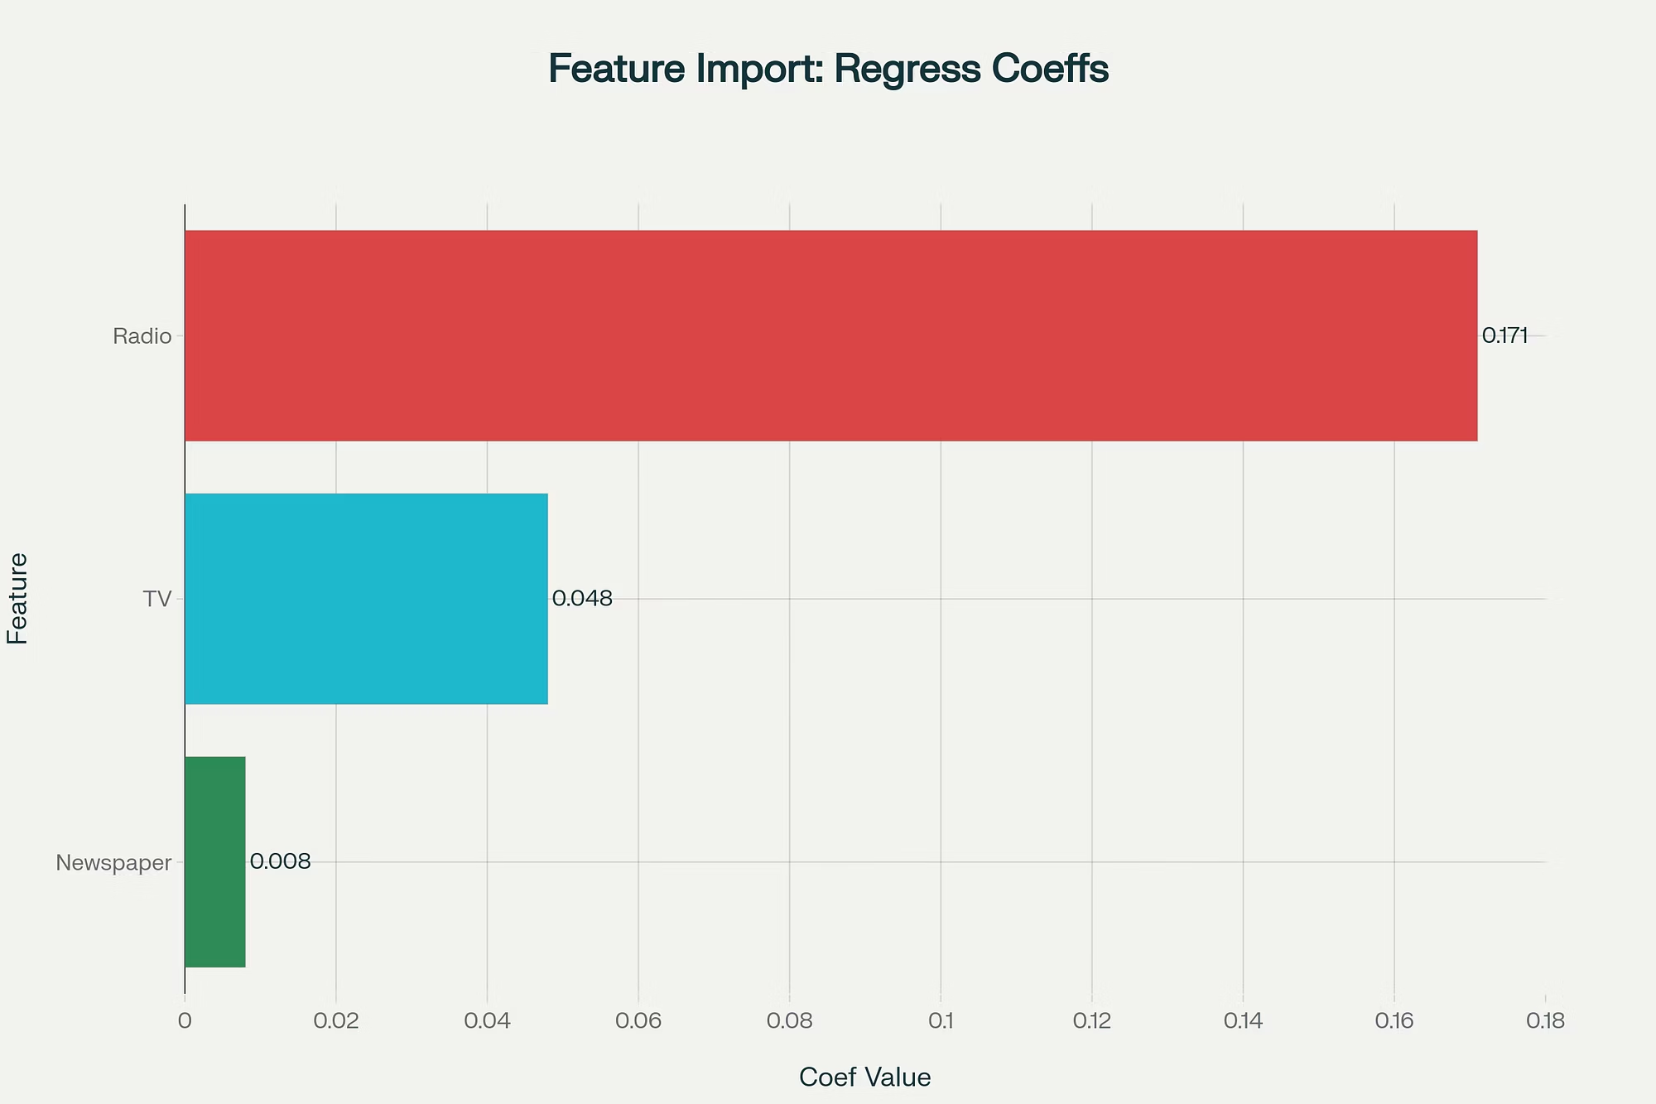 Feature Import: Regress Coeffs
Feature
Radio
0.171
TV
0.048
Newspaper
0.008
0 0.02 0.04 0.06 0.08 0.1 0.12 0.14 0.16 0.18
Coef Value